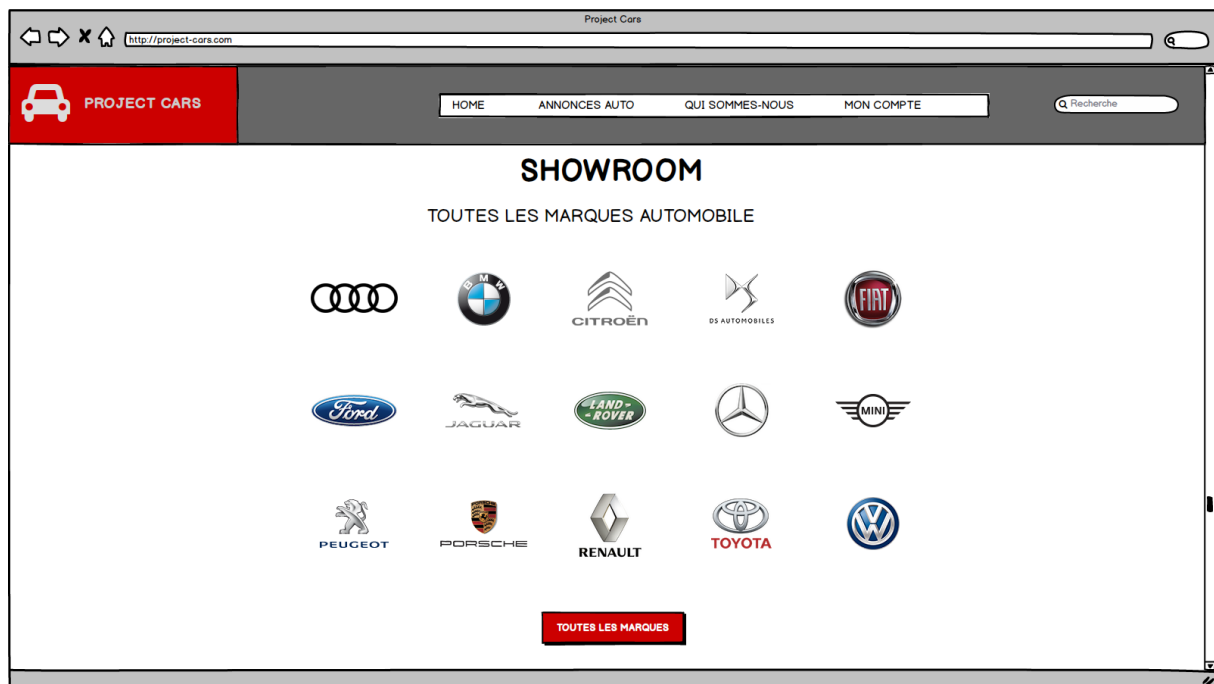 Project Cars
http://project-cars.com
PROJECT CARS
HOME ANNONCES AUTO QUI SOMMES-NOUS MON COMPTE
Recherche
SHOWROOM
TOUTES LES MARQUES AUTOMOBILE
BMW
CITROËN
DS AUTOMOBILES
FIAT
Ford
JAGUAR
LAND-
-ROVER
MINI
PEUGEOT
PORSCHE
RENAULT
TOYOTA
VW
TOUTES LES MARQUES